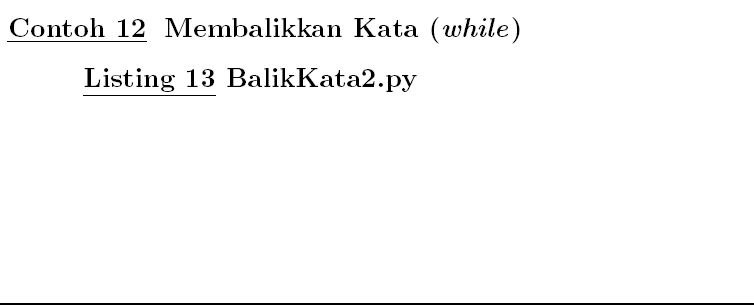 Contoh 12 Membalikkan Kata (while)
Listing 13 BalikKata2.py